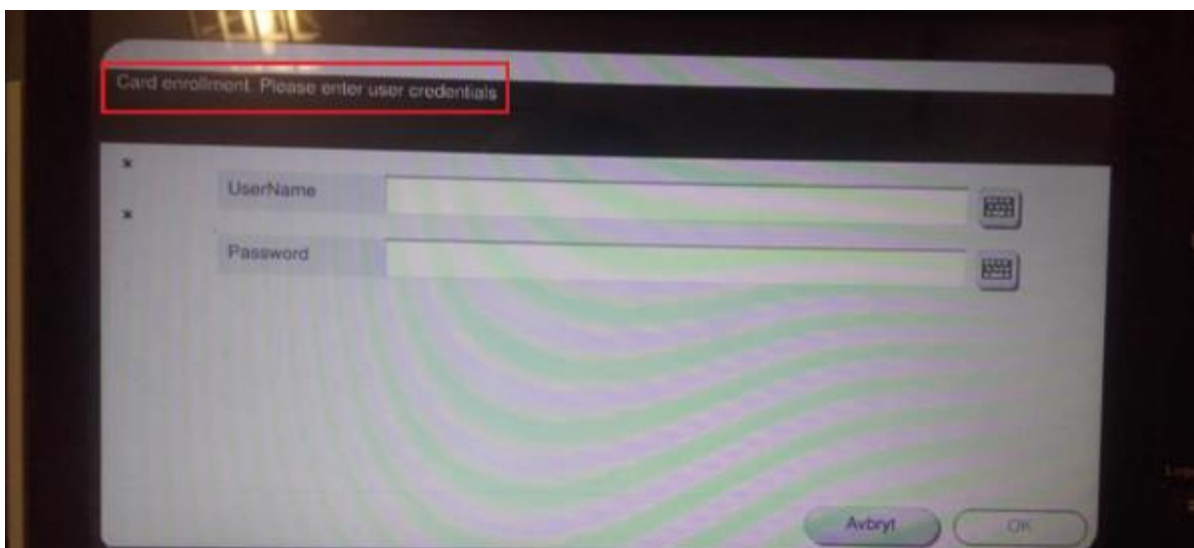 Card enrollment. Please enter user credentials
*
UserName
*
Password
Avbryt
OK